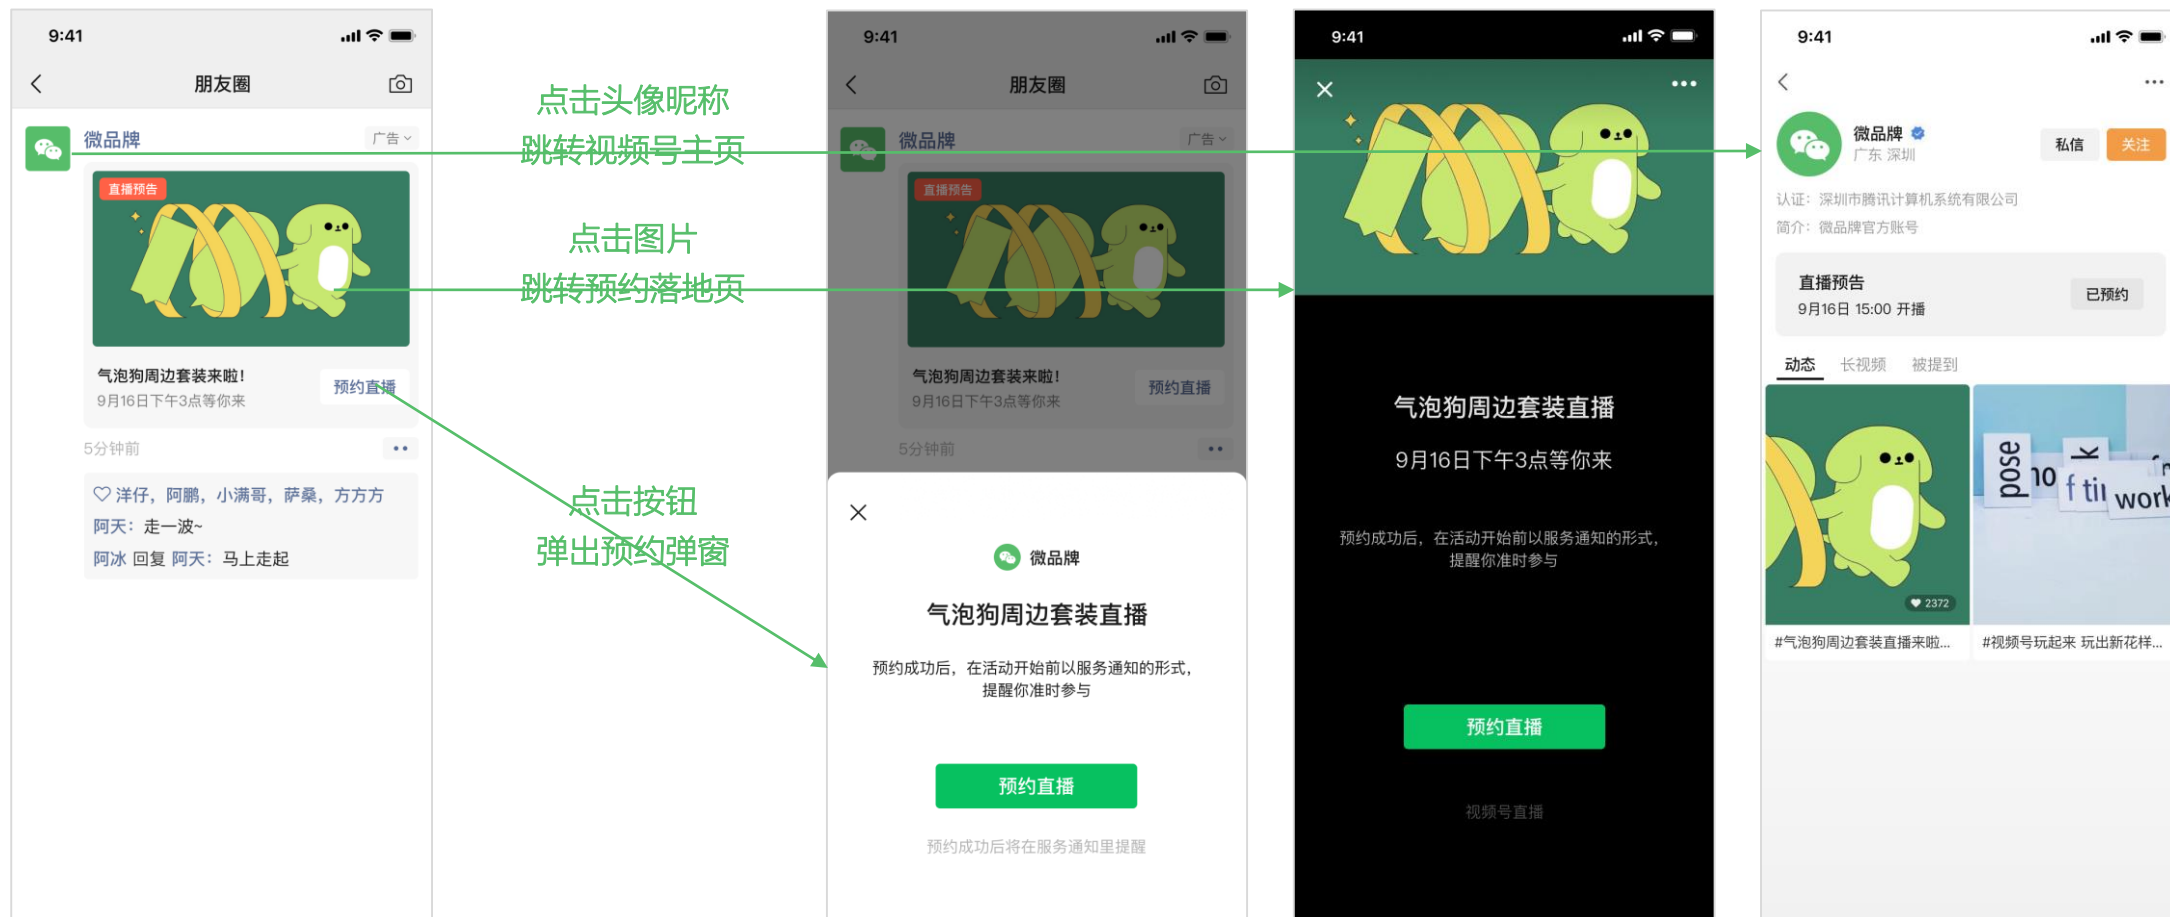 9:41
朋友圈
微品牌
广告
直播预告
气泡狗周边套装来啦！
9月16日下午3点等你来
预约直播
5分钟前
洋仔，阿鹏，小满哥，萨桑，方方方
阿天：走一波~
阿冰 回复 阿天：马上走起
点击头像昵称
跳转视频号主页
点击图片
跳转预约落地页
点击按钮
弹出预约弹窗
9:41
朋友圈
微品牌
广告
直播预告
气泡狗周边套装来啦！
9月16日下午3点等你来
预约直播
5分钟前
微品牌
气泡狗周边套装直播
预约成功后，在活动开始前以服务通知的形式，
提醒你准时参与
预约直播
预约成功后将在服务通知里提醒
9:41
气泡狗周边套装直播
9月16日下午3点等你来
预约成功后，在活动开始前以服务通知的形式，
提醒你准时参与
预约直播
视频号直播
9:41
微品牌
广东 深圳
私信
关注
认证：深圳市腾讯计算机系统有限公司
简介：微品牌官方账号
直播预告
9月16日 15:00 开播
已预约
动态 长视频 被提到
pose
work
2372
#气泡狗周边套装直播来啦...
#视频号玩起来 玩出新花样...